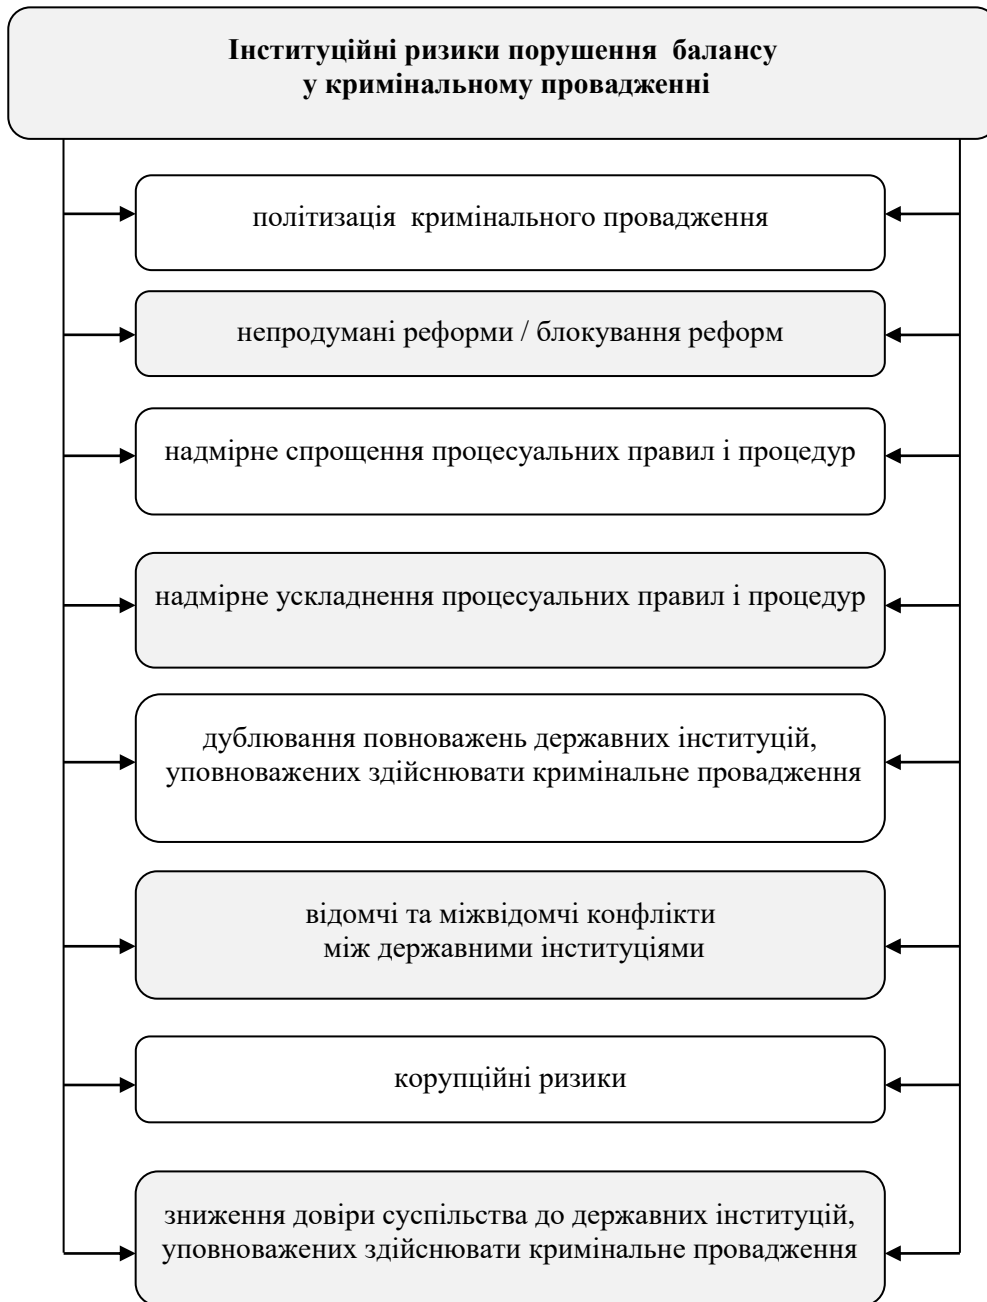 Інституційні ризики порушення балансу
у кримінальному провадженні
політизація кримінального провадження
непродумані реформи / блокування реформ
надмірне спрощення процесуальних правил і процедур
надмірне ускладнення процесуальних правил і процедур
дублювання повноважень державних інституцій,
уповноважених здійснювати кримінальне провадження
відомчі та міжвідомчі конфлікти
між державними інституціями
корупційні ризики
зниження довіри суспільства до державних інституцій,
уповноважених здійснювати кримінальне провадження